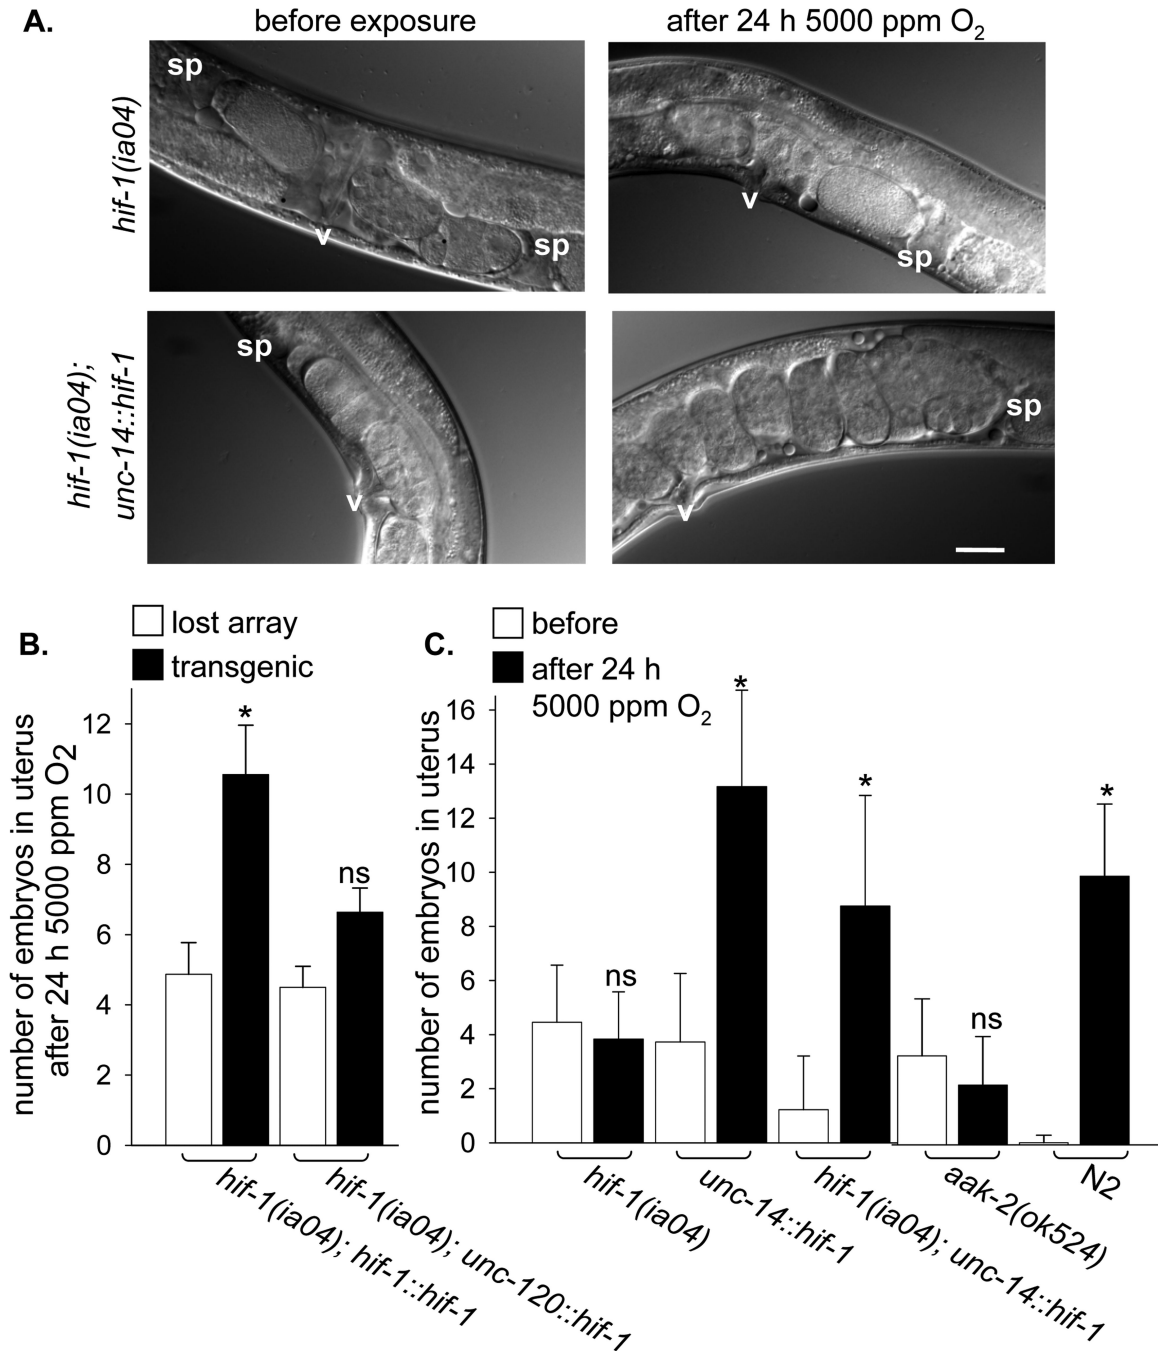 A.
before exposure
after 24 h 5000 ppm O2
hif-1(ia04)
sp
v
sp
v
sp
hif-1(ia04);
unc-14::hif-1
sp
v
sp
v
B.
lost array
transgenic
number of embryos in uterus
after 24 h 5000 ppm O2
12
10
8
6
4
2
0
*
ns
hif-1(ia04); hif-1::hif-1
hif-1(ia04); unc-120::hif-1
C.
before
after 24 h
5000 ppm O2
number of embryos in uterus
16
14
12
10
8
6
4
2
0
ns
*
*
ns
*
hif-1(ia04)
unc-14::hif-1
hif-1(ia04); unc-14::hif-1
aak-2(ok524)
N2